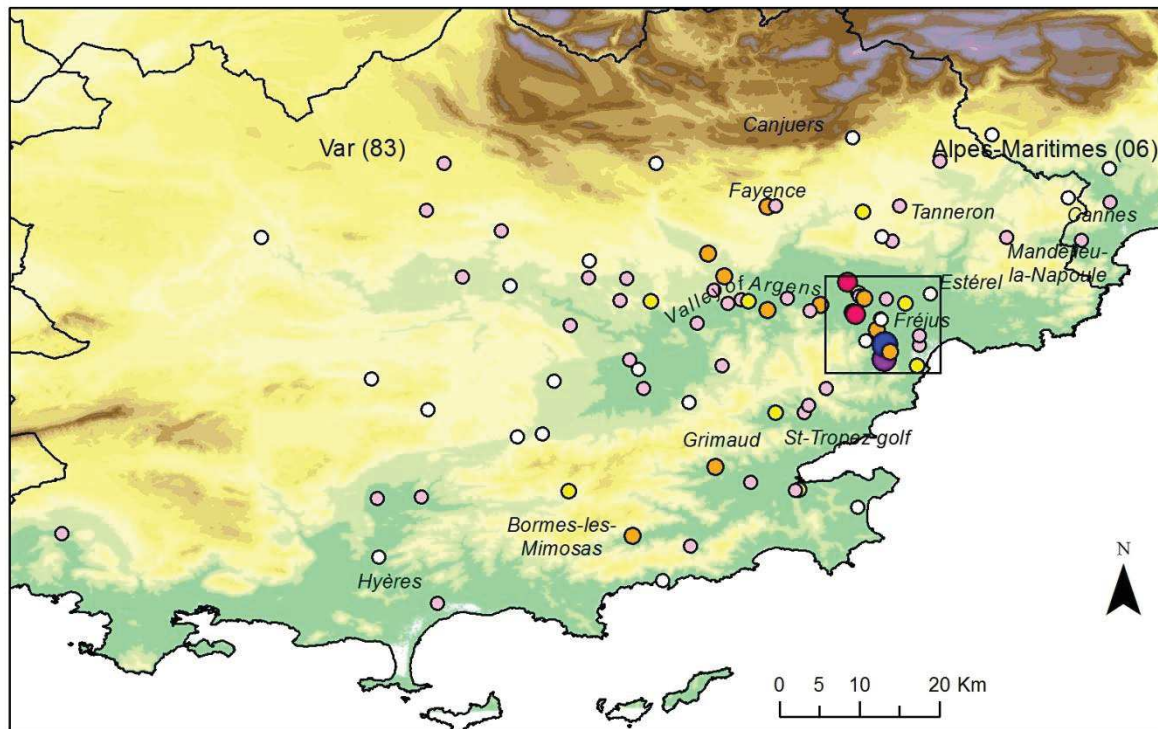 Canjuers
Var (83)
Alpes-Maritimes (06)
Fayence
Tanneron
Cannes
Mandelieu-
la-Napoule
Valley of Argens
Estérel
Fréjus
Grimaud
St-Tropez-golf
Bormes-les-
Mimosas
Hyères
N
0 5 10 20 Km